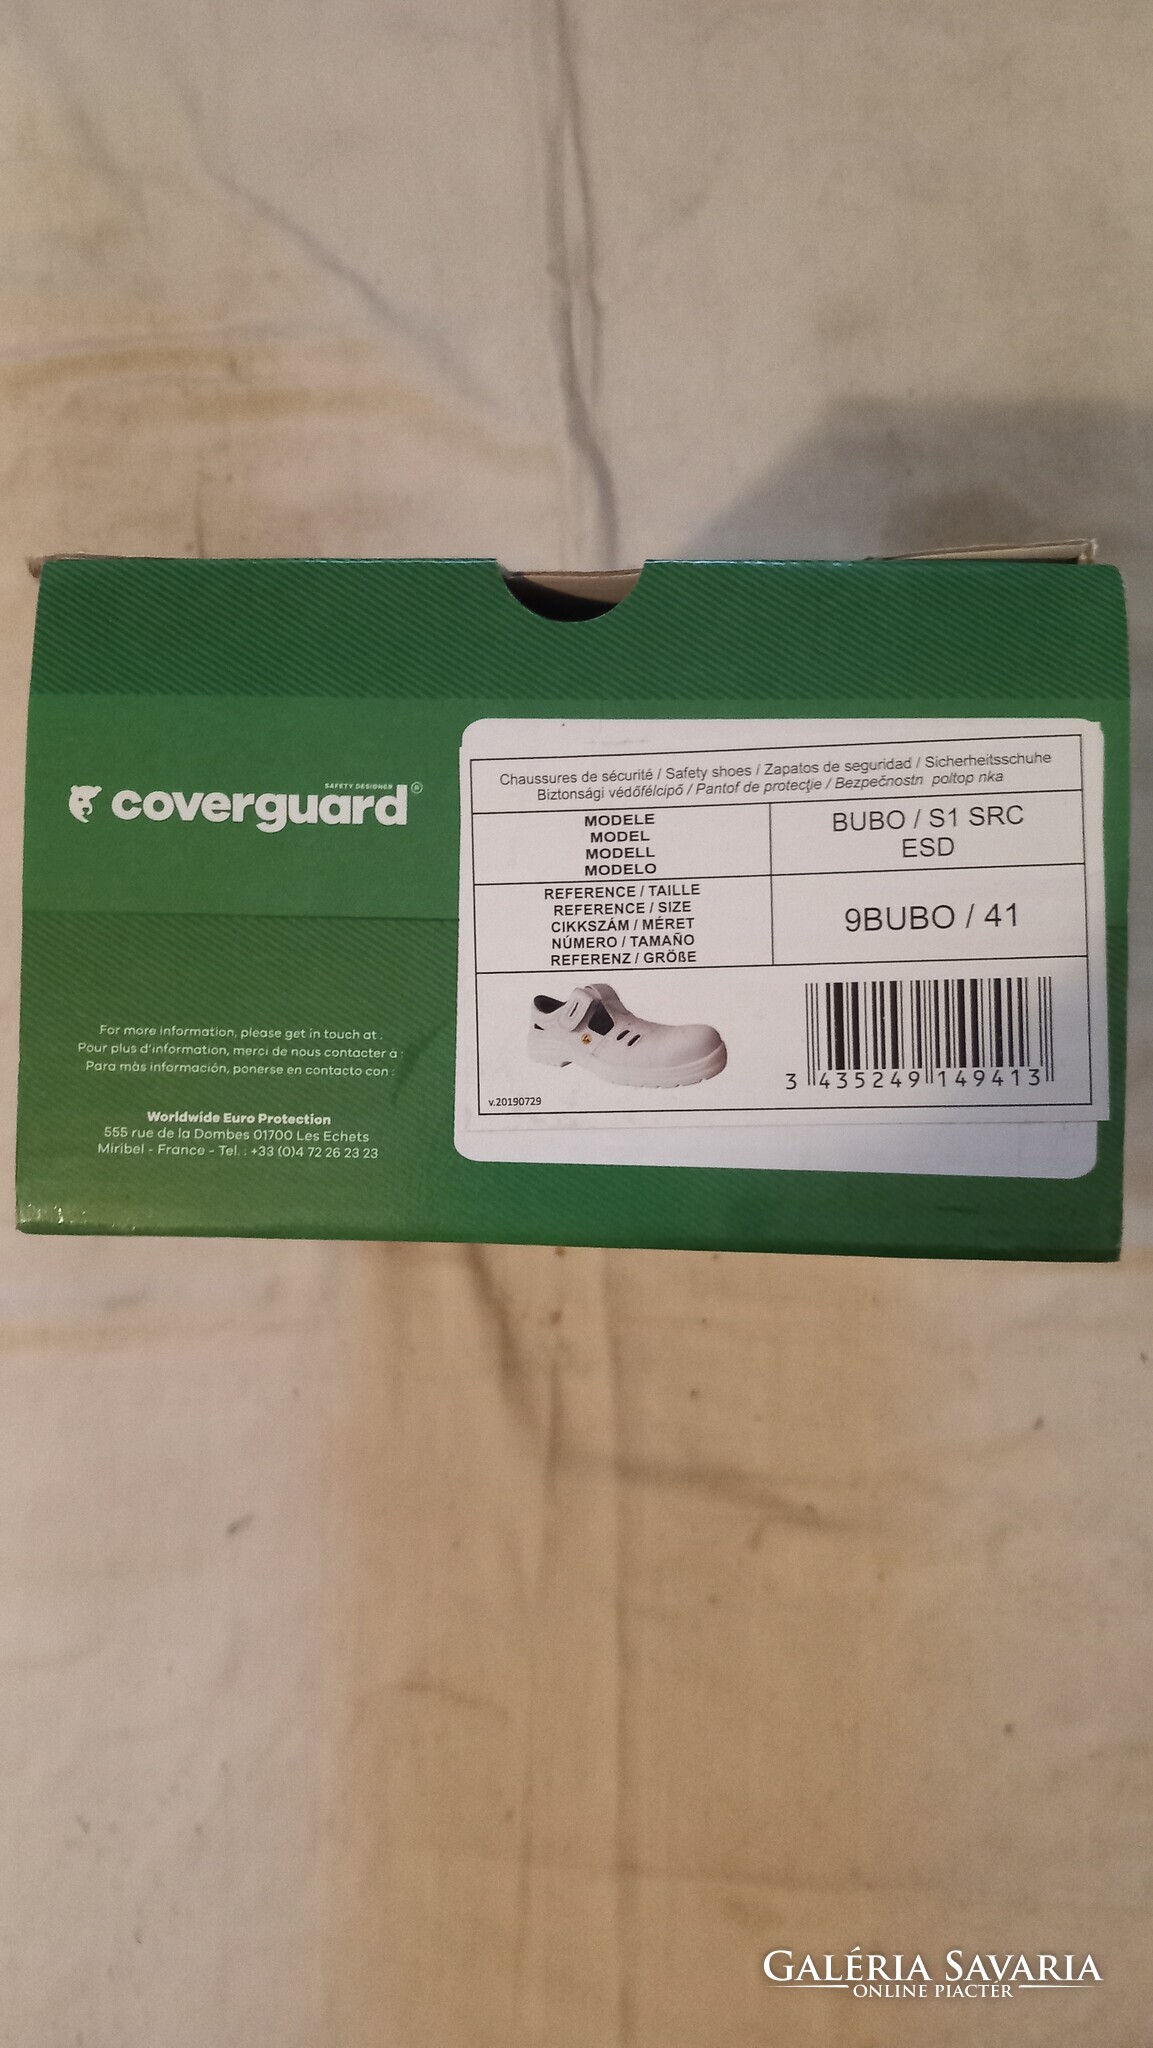 SAFETY DESIGNER
coverguard®
For more information, please get in touch at :
Pour plus d'information, merci de nous contacter à :
Para màs información, ponerse en contacto con :
Worldwide Euro Protection
555 rue de la Dombes 01700 Les Echets
Miribel - France - Tel. : +33 (0)4 72 26 23 23
Chaussures de sécurité / Safety shoes / Zapatos de seguridad / Sicherheitsschuhe
Biztonsági védőfélcipő / Pantof de protecţie / Bezpečnostn poltop nka
MODELE
MODEL
MODELL
MODELO
BUBO / S1 SRC
ESD
REFERENCE / TAILLE
REFERENCE / SIZE
CIKKSZÁM / MÉRET
NÚMERO / TAMAÑO
REFERENZ / GRÖßE
9BUBO / 41
v.20190729
3 435249 149413
GALÉRIA SAVARIA
ONLINE PIACTÉR